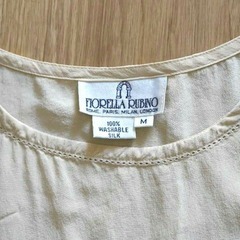 FIORELLA RUBINO
ROME, PARIS, MILAN, LONDON
100%
WASHABLE
SILK
M